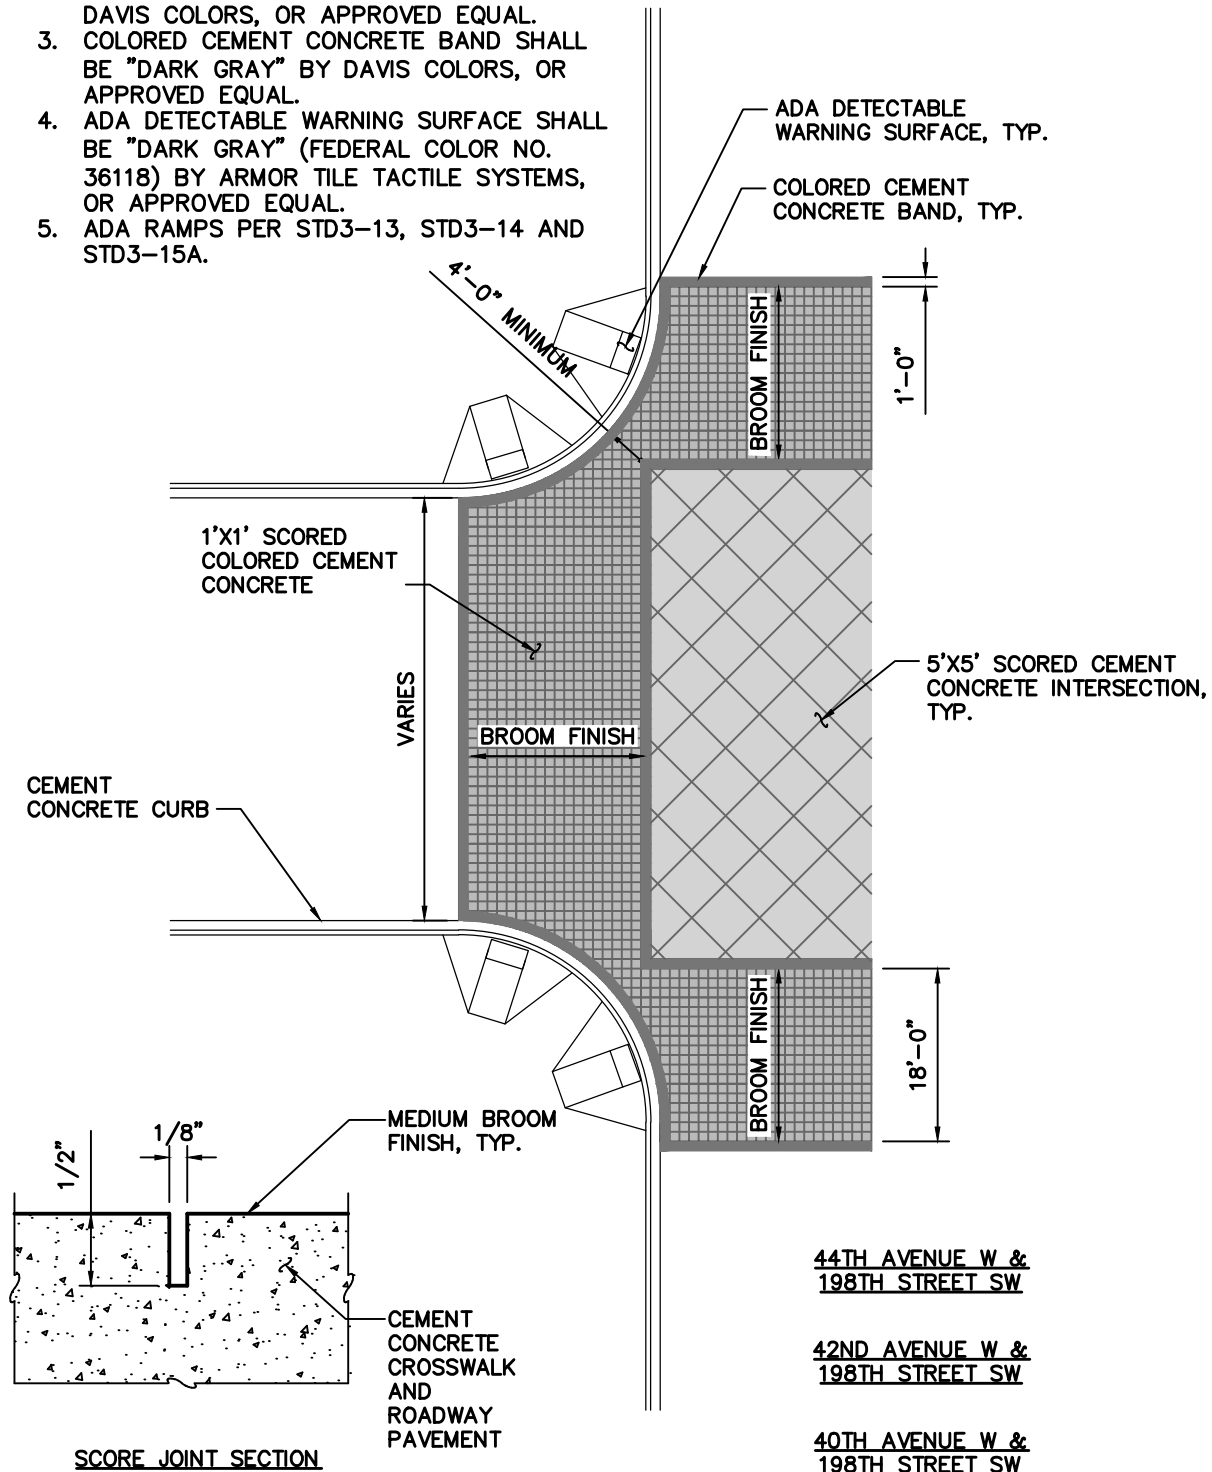 DAVIS COLORS, OR APPROVED EQUAL.
3. COLORED CEMENT CONCRETE BAND SHALL
BE "DARK GRAY" BY DAVIS COLORS, OR
APPROVED EQUAL.
4. ADA DETECTABLE WARNING SURFACE SHALL
BE "DARK GRAY" (FEDERAL COLOR NO.
36118) BY ARMOR TILE TACTILE SYSTEMS,
OR APPROVED EQUAL.
5. ADA RAMPS PER STD3-13, STD3-14 AND
STD3-15A.
ADA DETECTABLE
WARNING SURFACE, TYP.
COLORED CEMENT
CONCRETE BAND, TYP.
4'-0" MINIMUM
BROOM FINISH
1'-0"
1'X1' SCORED
COLORED CEMENT
CONCRETE
VARIES
BROOM FINISH
5'X5' SCORED CEMENT
CONCRETE INTERSECTION,
TYP.
CEMENT
CONCRETE CURB
BROOM FINISH
18'-0"
1/2"
1/8"
MEDIUM BROOM
FINISH, TYP.
CEMENT
CONCRETE
CROSSWALK
AND
ROADWAY
PAVEMENT
SCORE JOINT SECTION
44TH AVENUE W &
198TH STREET SW
42ND AVENUE W &
198TH STREET SW
40TH AVENUE W &
198TH STREET SW